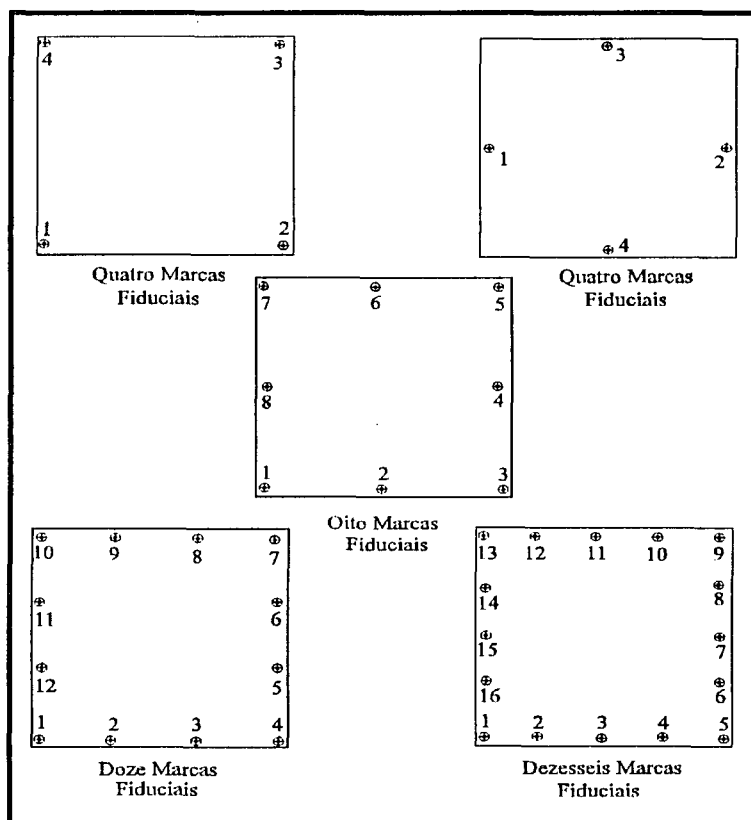 4 3
1 2
Quatro Marcas
Fiduciais
3
1 2
4
Quatro Marcas
Fiduciais
7 6 5
8 4
1 2 3
Oito Marcas
Fiduciais
10 9 8 7
11 6
12 5
1 2 3 4
Doze Marcas
Fiduciais
13 12 11 10 9
14 8
15 7
16 6
1 2 3 4 5
Dezesseis Marcas
Fiduciais